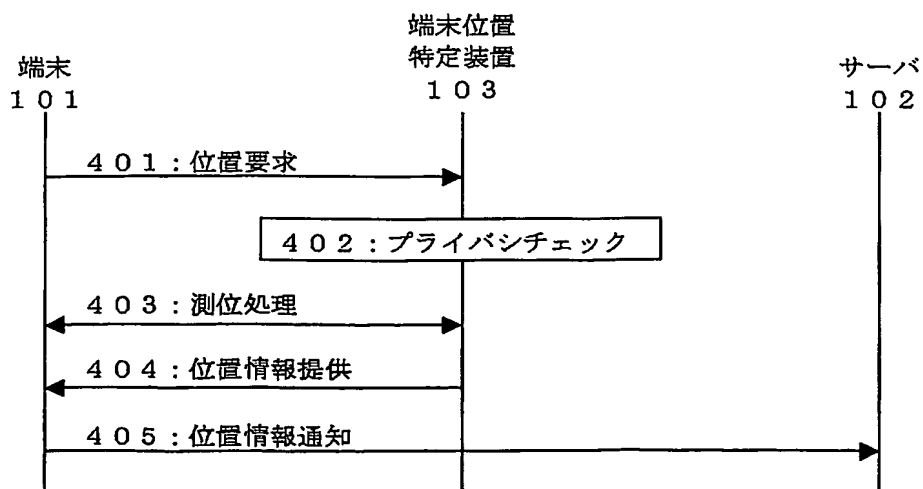 端末
１０１
端末位置
特定装置
１０３
サーバ
１０２
４０１：位置要求
４０２：プライバシチェック
４０３：測位処理
４０４：位置情報提供
４０５：位置情報通知